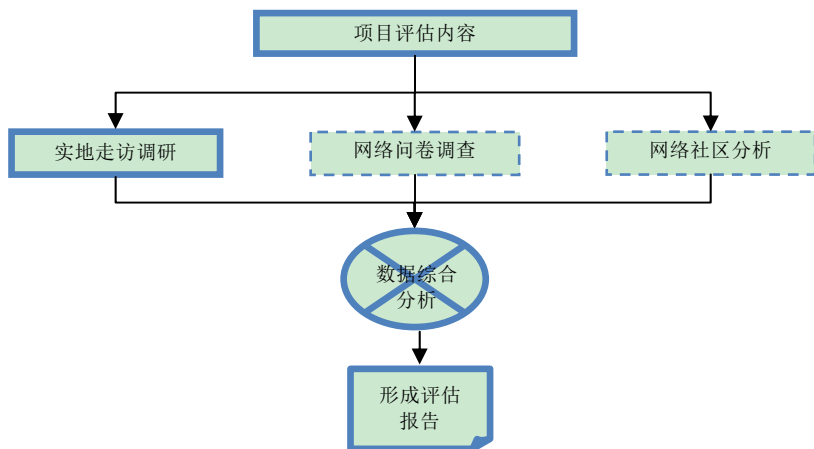 项目评估内容
实地走访调研
网络问卷调查
网络社区分析
数据综合
分析
形成评估
报告